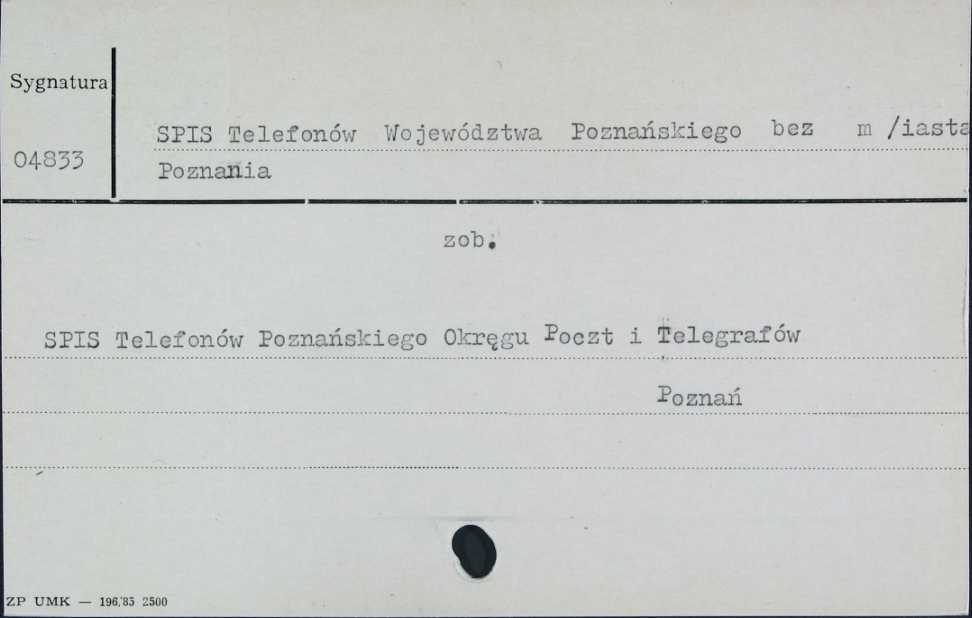 Sygnatura
SPIS Telefonów Województwa Poznańskiego bez m /iasta
04833
Poznania
zob.
SPIS Telefonów Poznańskiego Okręgu Poczt i Telegrafów
Poznań
ZP UMK — 196/85 2500